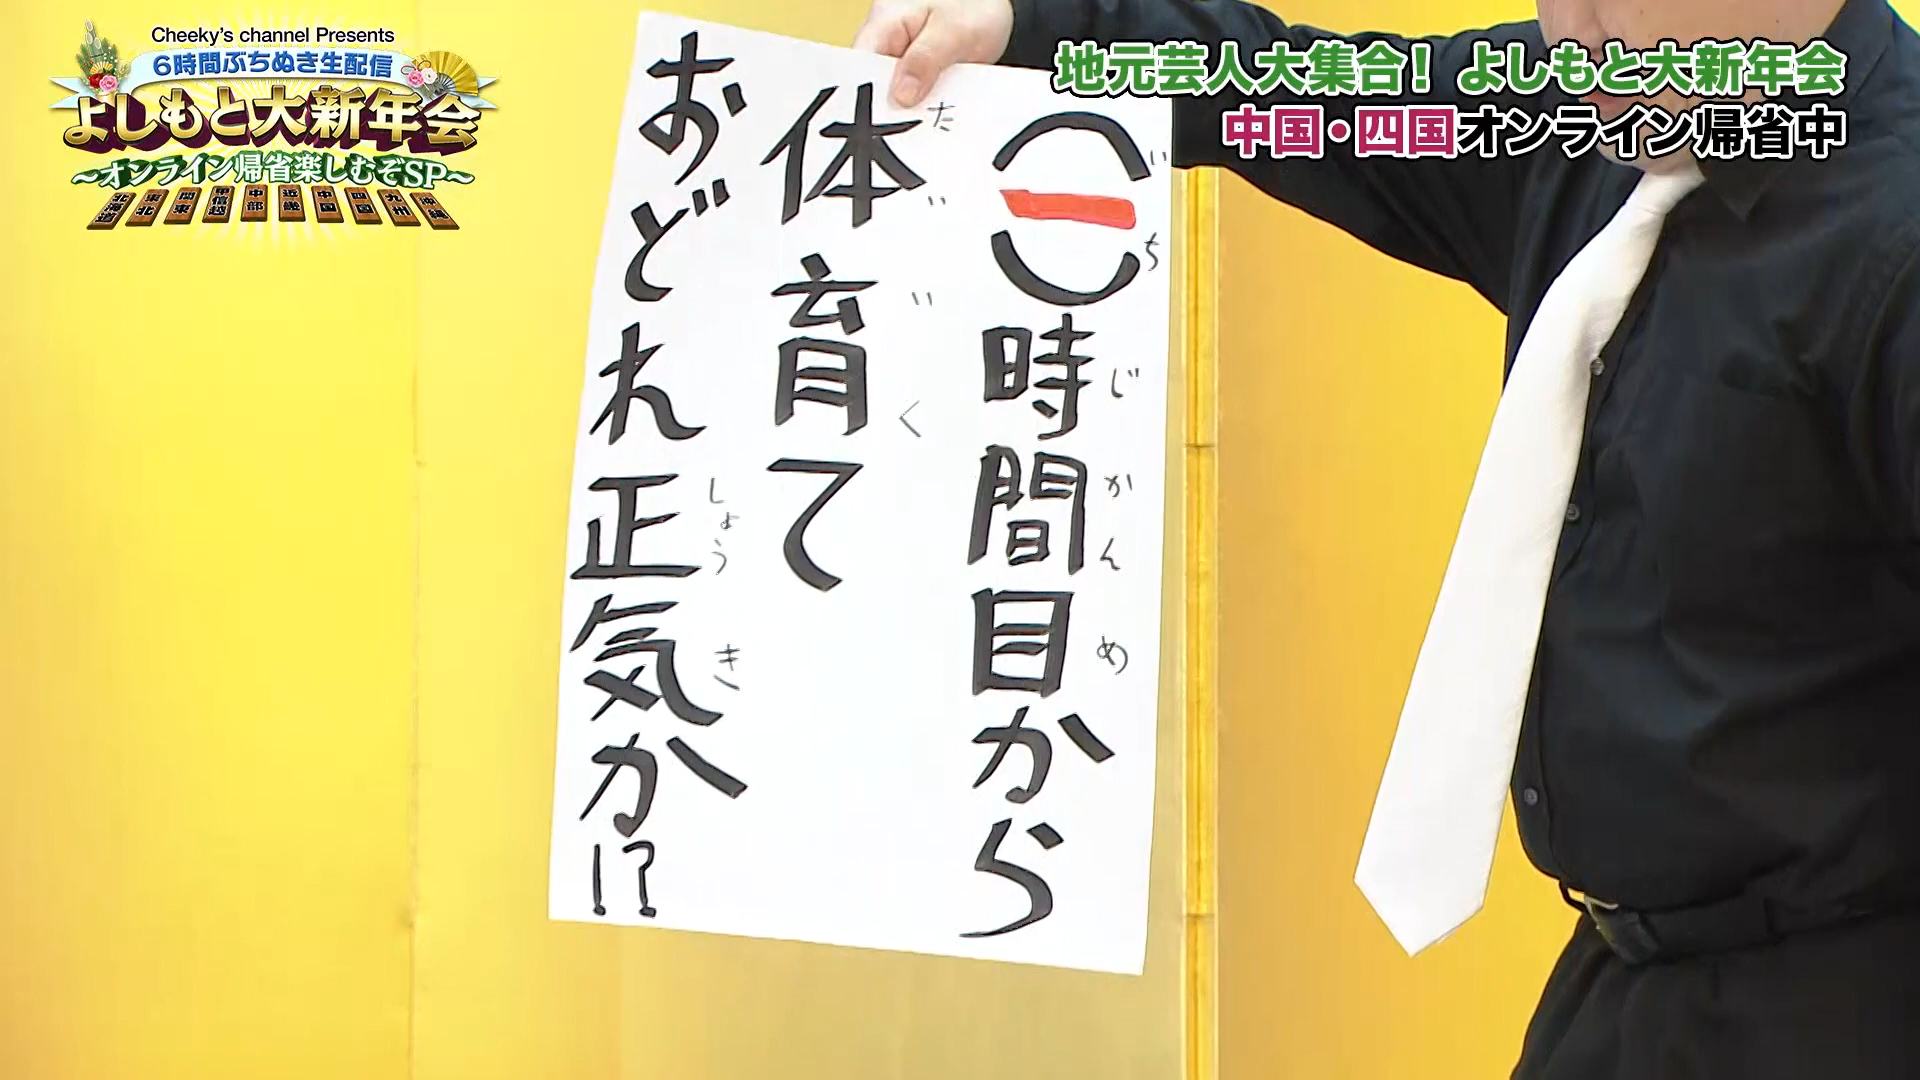 Cheeky's channel Presents
6時間ぶちぬき生配信
よしもと大新年会
~オンライン帰省楽しむぞSP~
北海道 東北 関東 甲信越 中部 近畿 中国 四国 九州 沖縄
地元芸人大集合！ よしもと大新年会
中国・四国オンライン帰省中
一時間目から
いちじかんめ
体育て
だだく
おどれ正気か!?
しょうき